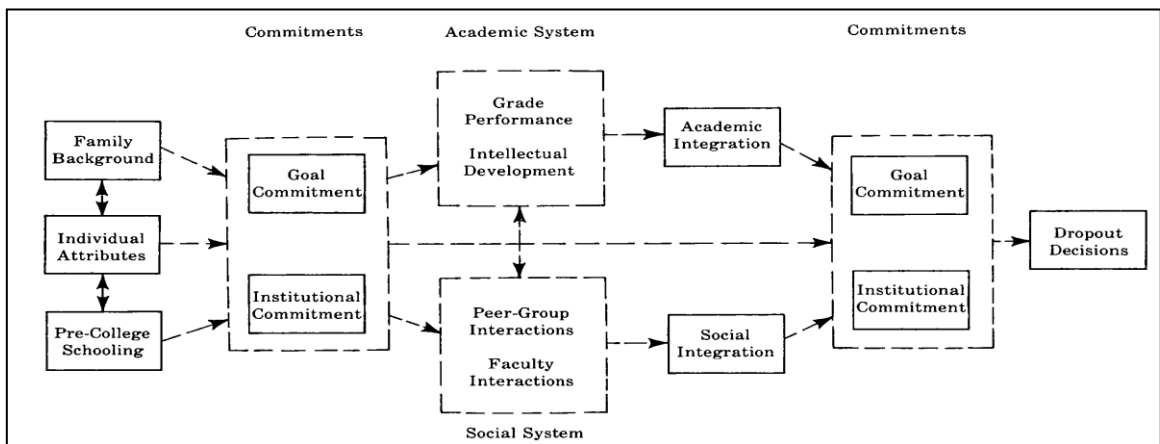 Commitments
Academic System
Commitments
Family
Background
Individual
Attributes
Pre-College
Schooling
Goal
Commitment
Institutional
Commitment
Grade
Performance
Intellectual
Development
Peer-Group
Interactions
Faculty
Interactions
Social System
Academic
Integration
Social
Integration
Goal
Commitment
Institutional
Commitment
Dropout
Decisions